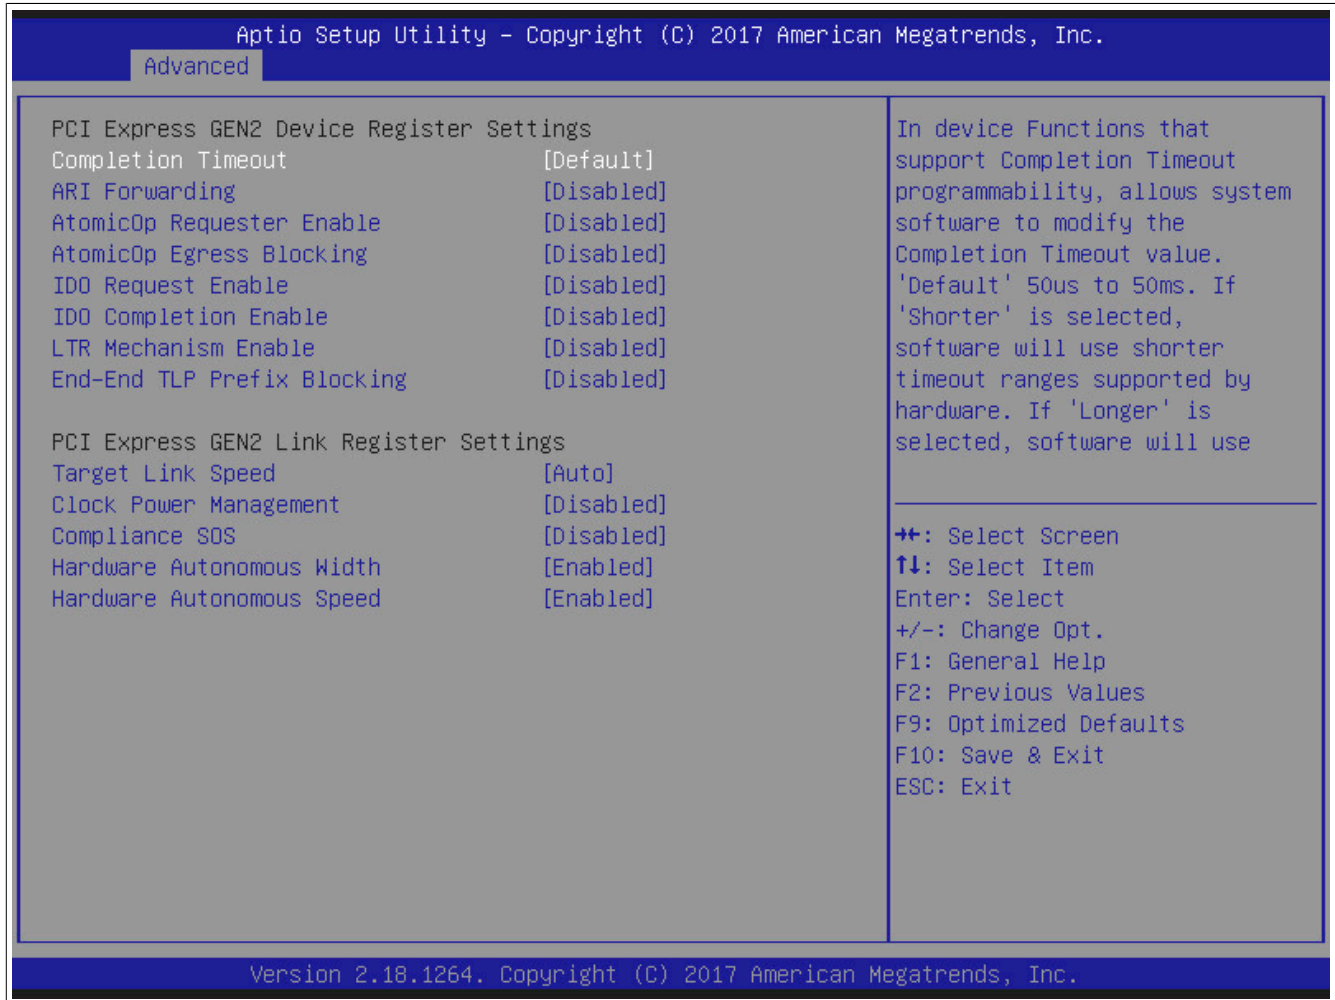 Aptio Setup Utility – Copyright (C) 2017 American Megatrends, Inc.
Advanced
PCI Express GEN2 Device Register Settings
Completion Timeout [Default]
ARI Forwarding [Disabled]
AtomicOp Requester Enable [Disabled]
AtomicOp Egress Blocking [Disabled]
IDO Request Enable [Disabled]
IDO Completion Enable [Disabled]
LTR Mechanism Enable [Disabled]
End-End TLP Prefix Blocking [Disabled]
PCI Express GEN2 Link Register Settings
Target Link Speed [Auto]
Clock Power Management [Disabled]
Compliance SOS [Disabled]
Hardware Autonomous Width [Enabled]
Hardware Autonomous Speed [Enabled]
In device Functions that
support Completion Timeout
programmability, allows system
software to modify the
Completion Timeout value.
'Default' 50us to 50ms. If
'Shorter' is selected,
software will use shorter
timeout ranges supported by
hardware. If 'Longer' is
selected, software will use
→←: Select Screen
↑↓: Select Item
Enter: Select
+/-: Change Opt.
F1: General Help
F2: Previous Values
F9: Optimized Defaults
F10: Save & Exit
ESC: Exit
Version 2.18.1264. Copyright (C) 2017 American Megatrends, Inc.